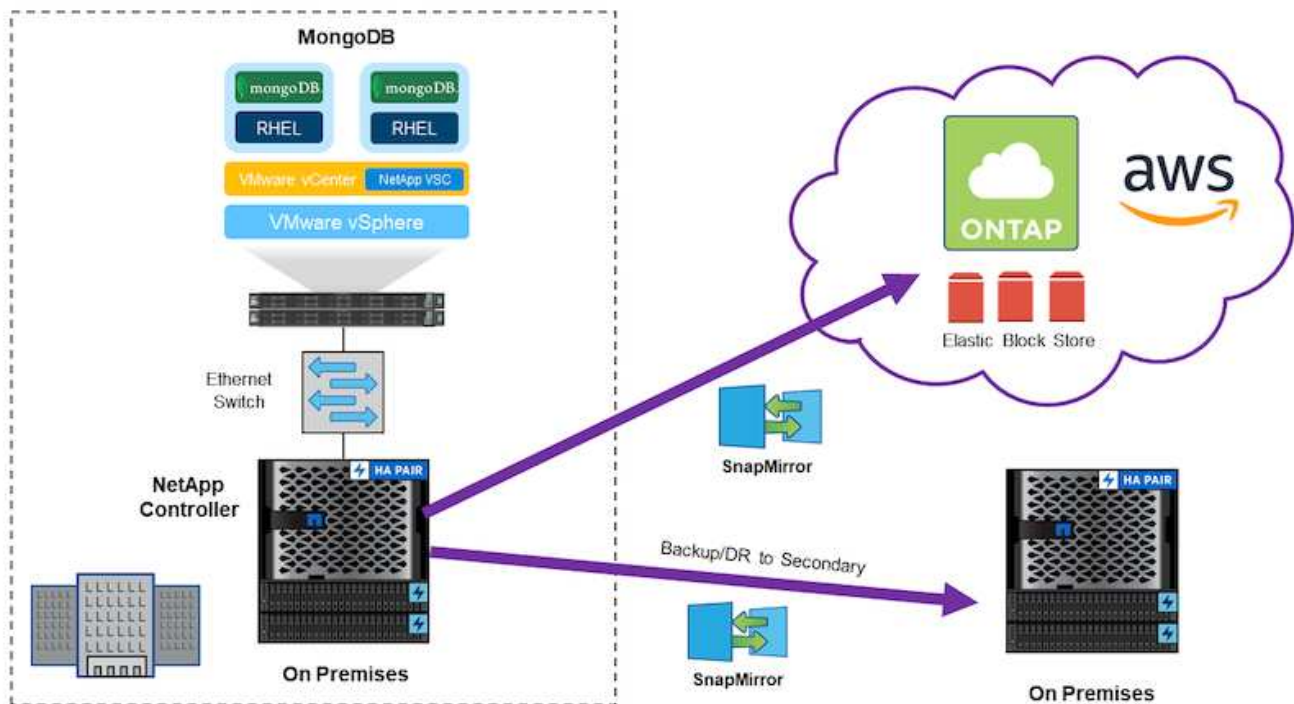 MongoDB
mongoDB
mongoDB
RHEL
RHEL
VMware vCenter
NetApp VSC
VMware vSphere
Ethernet
Switch
NetApp
Controller
HA PAIR
On Premises
ONTAP
aws
Elastic Block Store
SnapMirror
Backup/DR to Secondary
SnapMirror
HA PAIR
On Premises